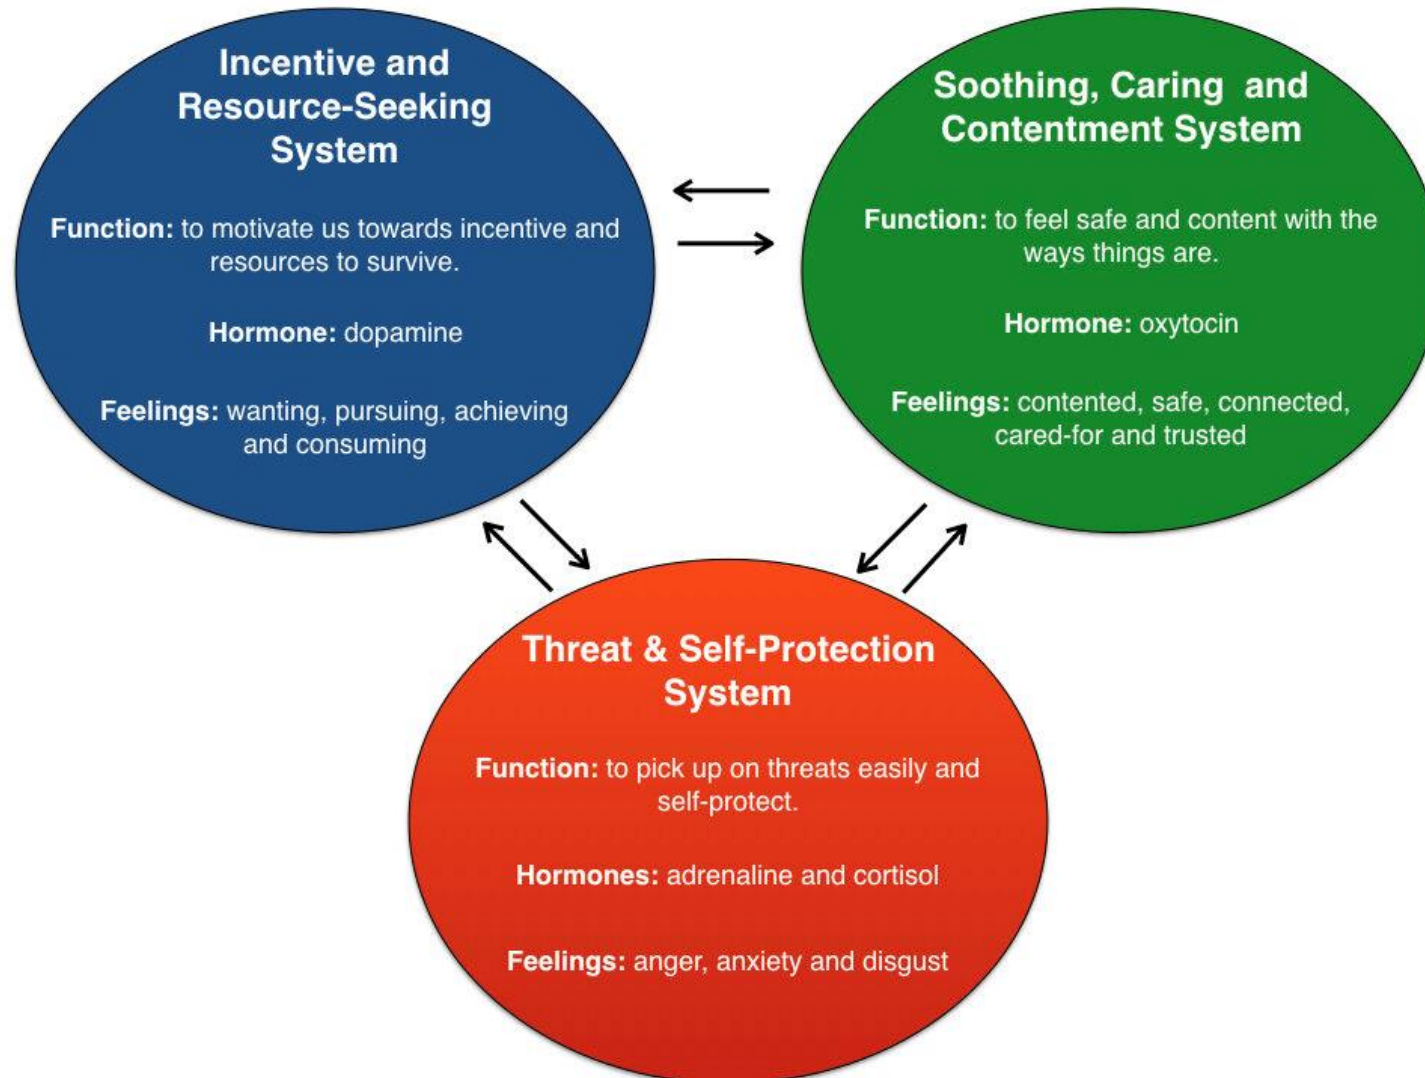 Incentive and
Resource-Seeking
System
Function: to motivate us towards incentive and
resources to survive.
Hormone: dopamine
Feelings: wanting, pursuing, achieving
and consuming
Soothing, Caring and
Contentment System
Function: to feel safe and content with the
ways things are.
Hormone: oxytocin
Feelings: contented, safe, connected,
cared-for and trusted
Threat & Self-Protection
System
Function: to pick up on threats easily and
self-protect.
Hormones: adrenaline and cortisol
Feelings: anger, anxiety and disgust